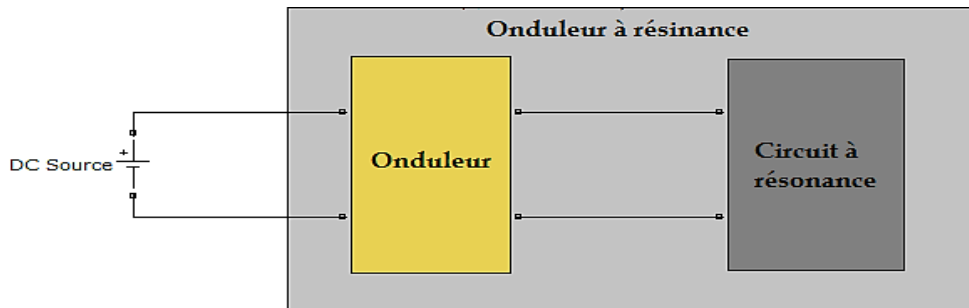 Onduleur à résinance
+
DC Source
Onduleur
Circuit à
résonance